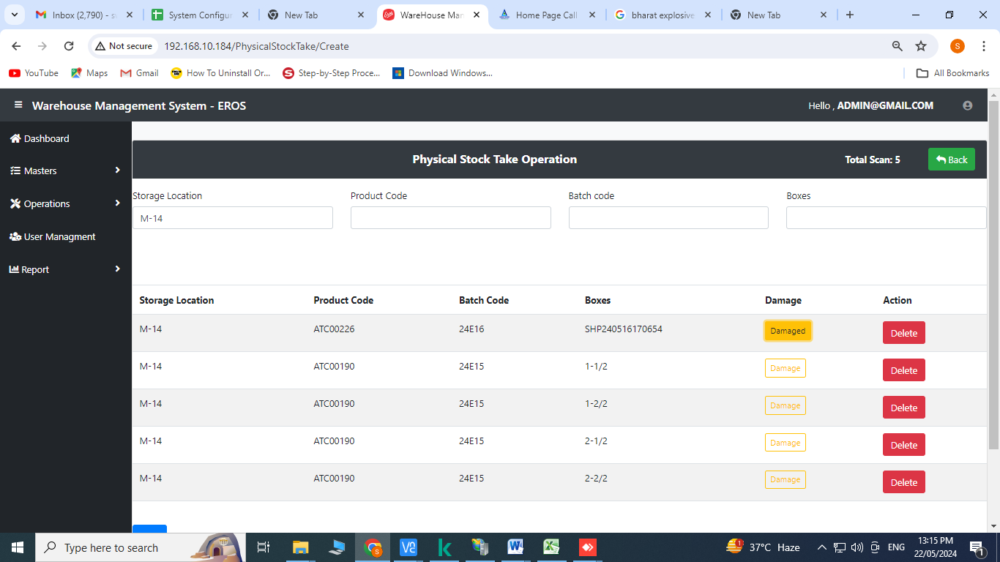 Inbox (2,790) - s
System Configur
New Tab
WareHouse Man
Home Page Call
bharat explosive
New Tab
Not secure
192.168.10.184/PhysicalStockTake/Create
S
YouTube
Maps
Gmail
How To Uninstall Or...
Step-by-Step Proce...
Download Windows...
All Bookmarks
Warehouse Management System - EROS
Hello , ADMIN@GMAIL.COM
Dashboard
Masters
Operations
User Managment
Report
Physical Stock Take Operation
Total Scan: 5
Back
Storage Location Product Code Batch code Boxes
M-14
Storage Location Product Code Batch Code Boxes Damage Action
M-14 ATC00226 24E16 SHP240516170654 Damaged Delete
M-14 ATC00190 24E15 1-1/2 Damage Delete
M-14 ATC00190 24E15 1-2/2 Damage Delete
M-14 ATC00190 24E15 2-1/2 Damage Delete
M-14 ATC00190 24E15 2-2/2 Damage Delete
Type here to search
37°C Haze
ENG
13:15 PM
22/05/2024
1